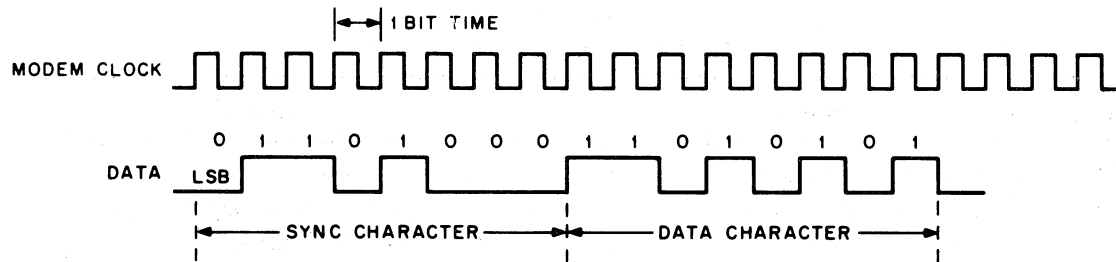 1 BIT TIME
MODEM CLOCK
0 1 1 0 1 0 0 0 1 1 0 1 0 1 0 1
DATA LSB
SYNC CHARACTER DATA CHARACTER